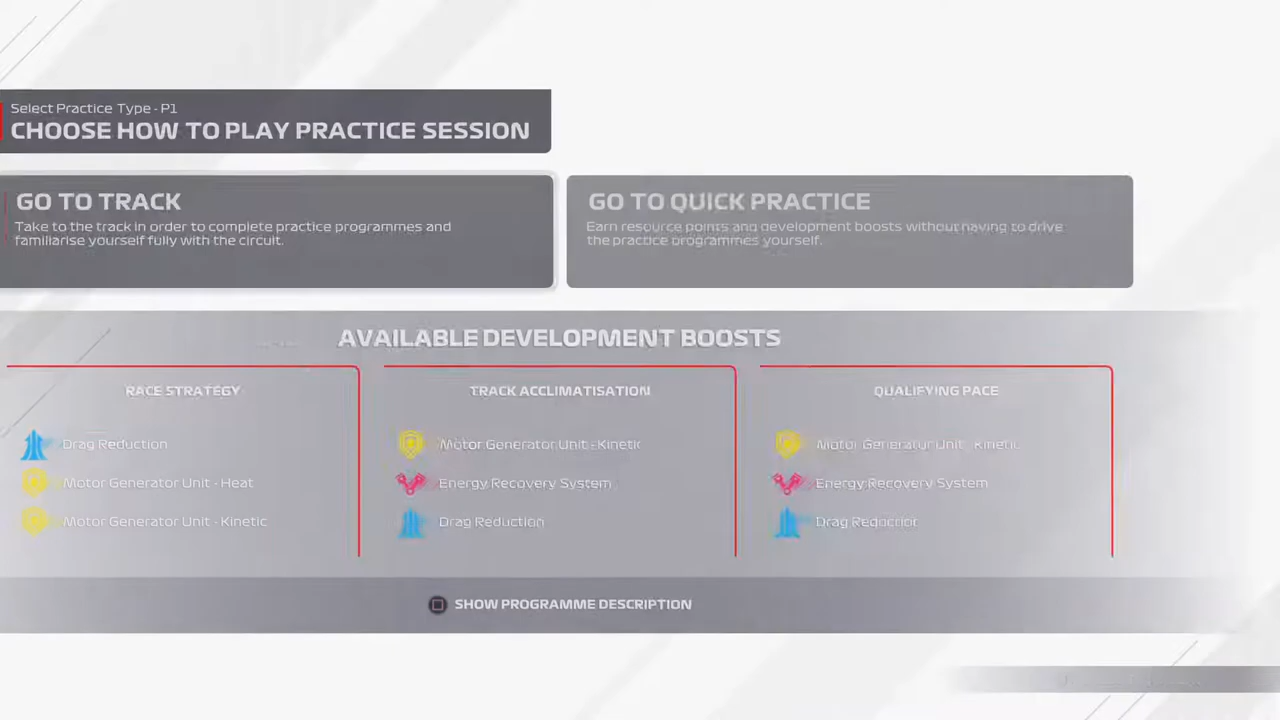 Select Practice Type - P1
CHOOSE HOW TO PLAY PRACTICE SESSION
GO TO TRACK
Take to the track in order to complete practice programmes and
familiarise yourself fully with the circuit.
GO TO QUICK PRACTICE
Earn resource points and development boosts without having to drive
the practice programmes yourself.
AVAILABLE DEVELOPMENT BOOSTS
RACE STRATEGY
Drag Reduction
Motor Generator Unit - Heat
Motor Generator Unit - Kinetic
TRACK ACCLIMATISATION
Motor Generator Unit - Kinetic
Energy Recovery System
Drag Reduction
QUALIFYING PACE
Motor Generator Unit - Kinetic
Energy Recovery System
Drag Reduction
SHOW PROGRAMME DESCRIPTION